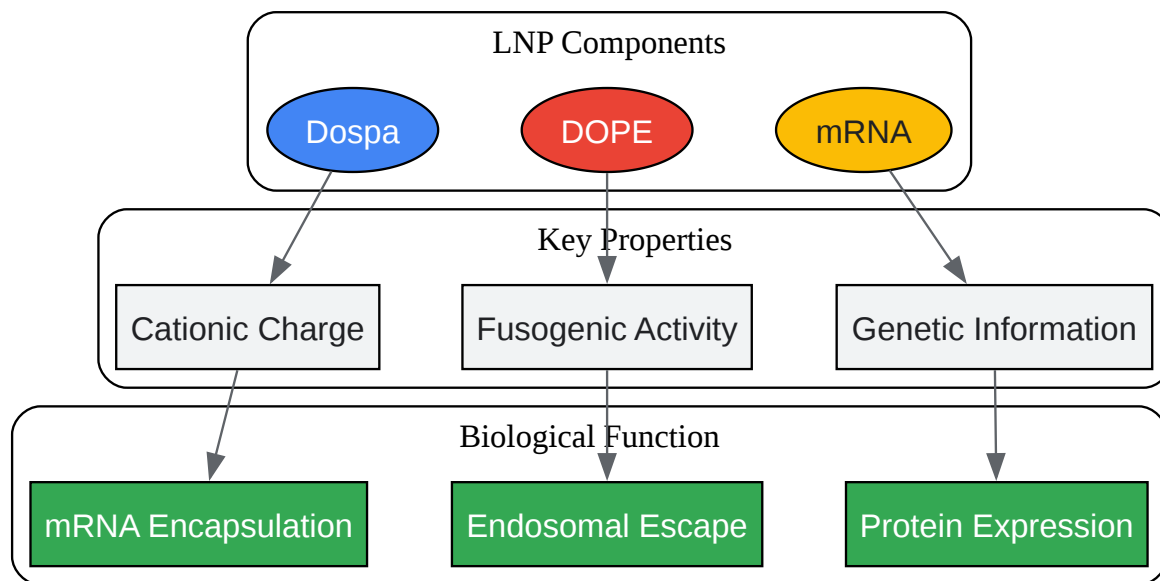 LNP Components
Dospa
DOPE
mRNA
Key Properties
Cationic Charge
Fusogenic Activity
Genetic Information
Biological Function
mRNA Encapsulation
Endosomal Escape
Protein Expression